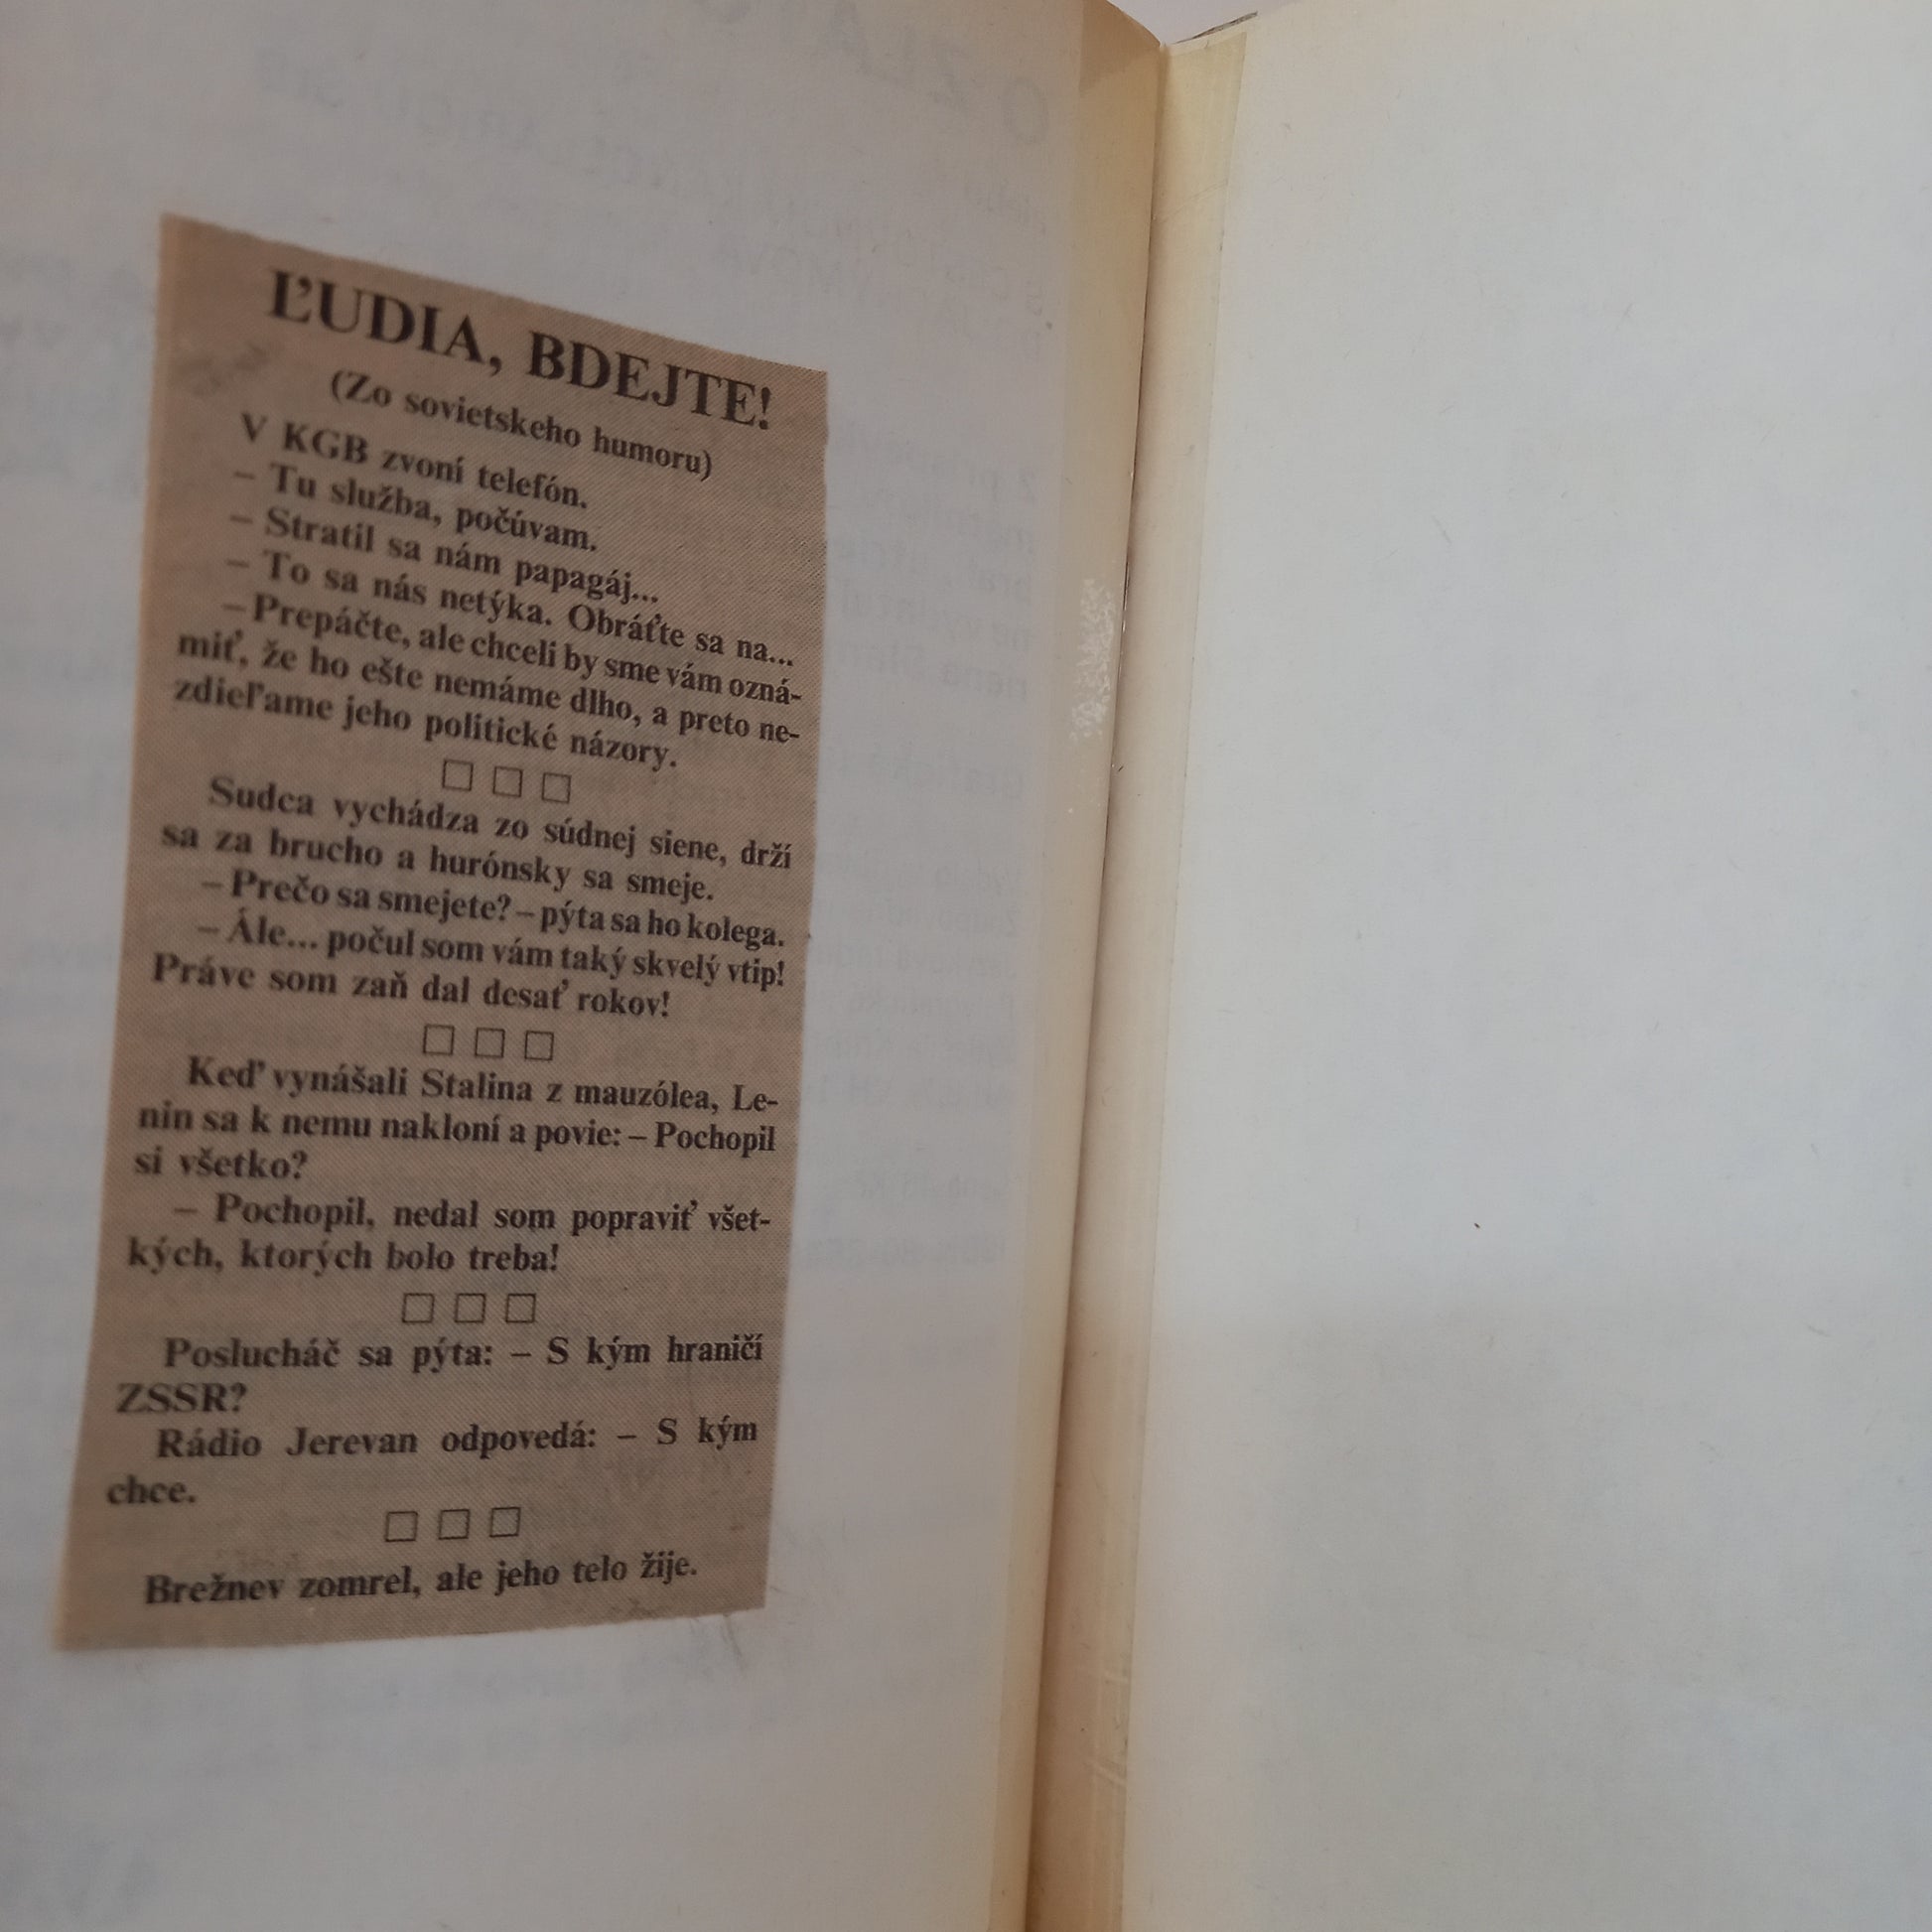 ĽUDIA, BDEJTE!
(Zo sovietskeho humoru)
V KGB zvoní telefón.
– Tu služba, počúvam.
– Stratil sa nám papagáj...
– To sa nás netýka. Obráťte sa na...
– Prepáčte, ale chceli by sme vám ozná-
miť, že ho ešte nemáme dlho, a preto ne-
zdieľame jeho politické názory.
□ □ □
Sudca vychádza zo súdnej siene, drží
sa za brucho a hurónsky sa smeje.
– Prečo sa smejete? – pýta sa ho kolega.
– Ále... počul som vám taký skvelý vtip!
Práve som zaň dal desať rokov!
□ □ □
Keď vynášali Stalina z mauzólea, Le-
nin sa k nemu nakloní a povie: – Pochopil
si všetko?
– Pochopil, nedal som popraviť všet-
kých, ktorých bolo treba!
□ □ □
Poslucháč sa pýta: – S kým hraničí
ZSSR?
Rádio Jerevan odpovedá: – S kým
chce.
□ □ □
Brežnev zomrel, ale jeho telo žije.